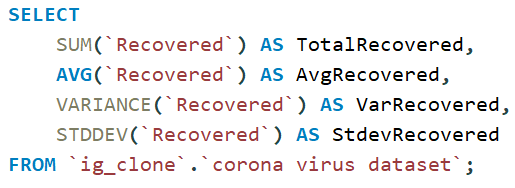 SELECT
SUM(`Recovered`) AS TotalRecovered,
AVG(`Recovered`) AS AvgRecovered,
VARIANCE(`Recovered`) AS VarRecovered,
STDDEV(`Recovered`) AS StdevRecovered
FROM `ig_clone`.`corona virus dataset`;